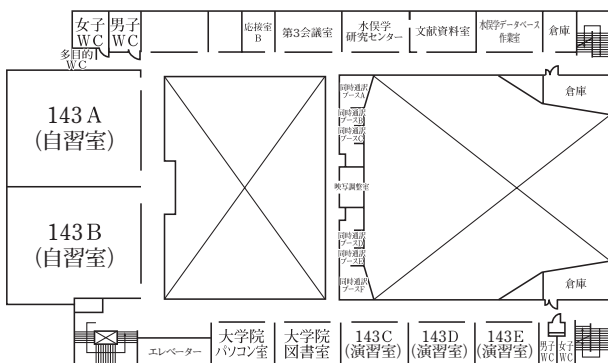 女子
WC
男子
WC
多目的
WC
応接室
B
第3会議室
水俣学
研究センター
文献資料室
水俣学データベース
作業室
倉庫
143A
(自習室)
143B
(自習室)
同時通訳
ブースA
同時通訳
ブースB
同時通訳
ブースC
映写調整室
同時通訳
ブースD
同時通訳
ブースE
同時通訳
ブースF
倉庫
倉庫
エレベーター
大学院
パソコン室
大学院
図書室
143C
(演習室)
143D
(演習室)
143E
(演習室)
男子
WC
女子
WC